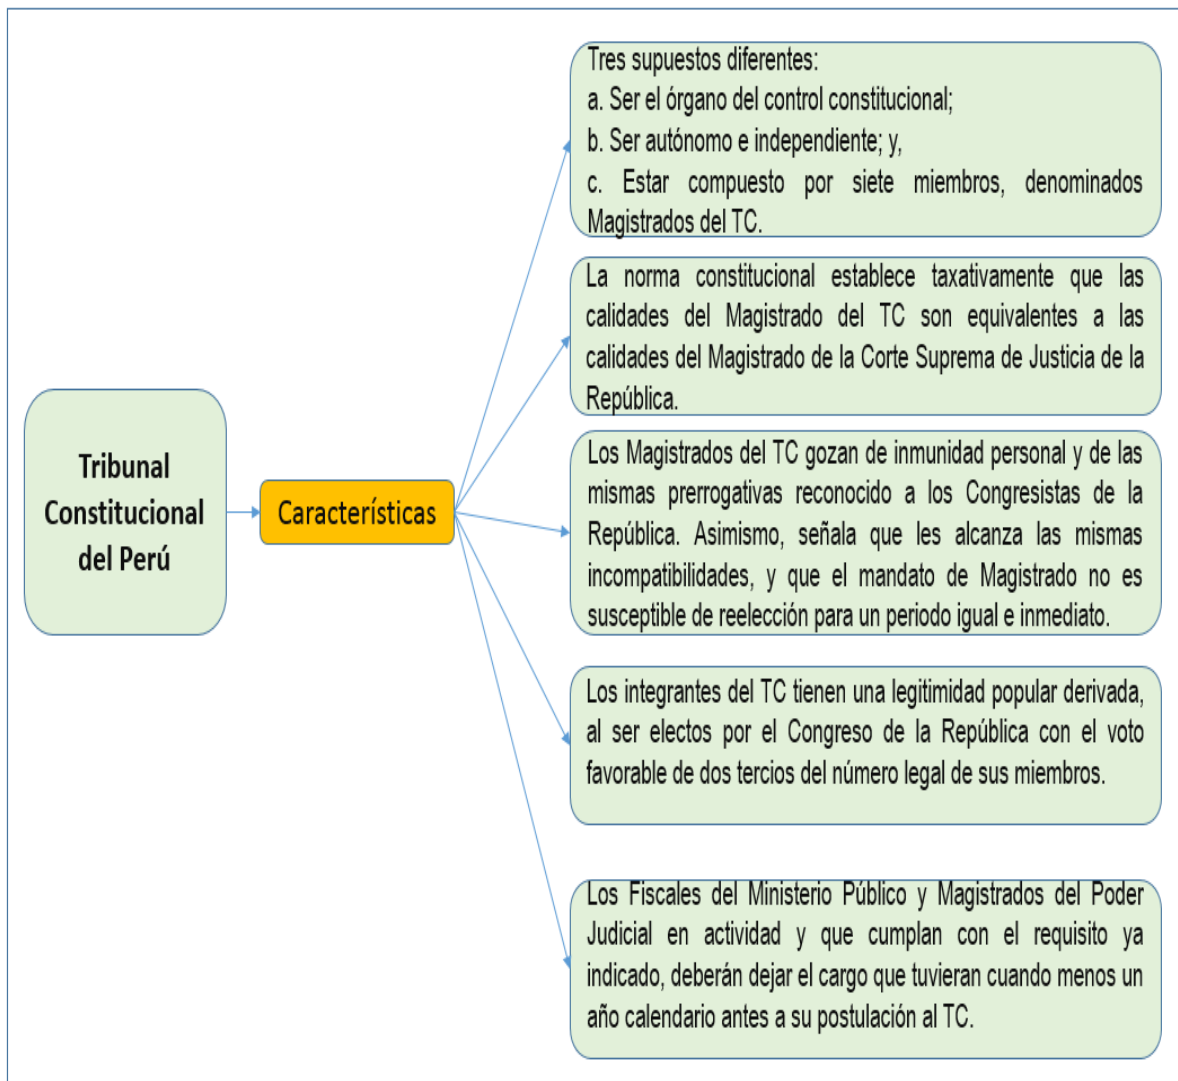 Tribunal
Constitucional
del Perú
Características
Tres supuestos diferentes:
a. Ser el órgano del control constitucional;
b. Ser autónomo e independiente; y,
c. Estar compuesto por siete miembros, denominados
Magistrados del TC.
La norma constitucional establece taxativamente que las
calidades del Magistrado del TC son equivalentes a las
calidades del Magistrado de la Corte Suprema de Justicia de la
República.
Los Magistrados del TC gozan de inmunidad personal y de las
mismas prerrogativas reconocido a los Congresistas de la
República. Asimismo, señala que les alcanza las mismas
incompatibilidades, y que el mandato de Magistrado no es
susceptible de reelección para un periodo igual e inmediato.
Los integrantes del TC tienen una legitimidad popular derivada,
al ser electos por el Congreso de la República con el voto
favorable de dos tercios del número legal de sus miembros.
Los Fiscales del Ministerio Público y Magistrados del Poder
Judicial en actividad y que cumplan con el requisito ya
indicado, deberán dejar el cargo que tuvieran cuando menos un
año calendario antes a su postulación al TC.